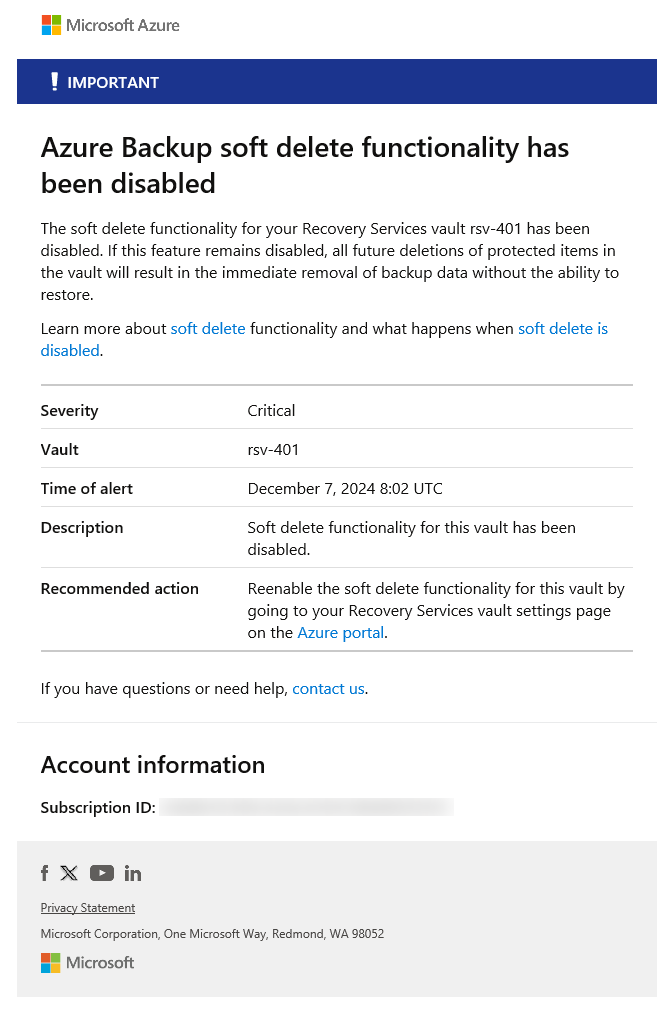 Microsoft Azure
! IMPORTANT
Azure Backup soft delete functionality has
been disabled
The soft delete functionality for your Recovery Services vault rsv-401 has been
disabled. If this feature remains disabled, all future deletions of protected items in
the vault will result in the immediate removal of backup data without the ability to
restore.
Learn more about soft delete functionality and what happens when soft delete is
disabled.
Severity Critical
Vault rsv-401
Time of alert December 7, 2024 8:02 UTC
Description Soft delete functionality for this vault has been
disabled.
Recommended action Reenable the soft delete functionality for this vault by
going to your Recovery Services vault settings page
on the Azure portal.
If you have questions or need help, contact us.
Account information
Subscription ID:
f X in
Privacy Statement
Microsoft Corporation, One Microsoft Way, Redmond, WA 98052
Microsoft